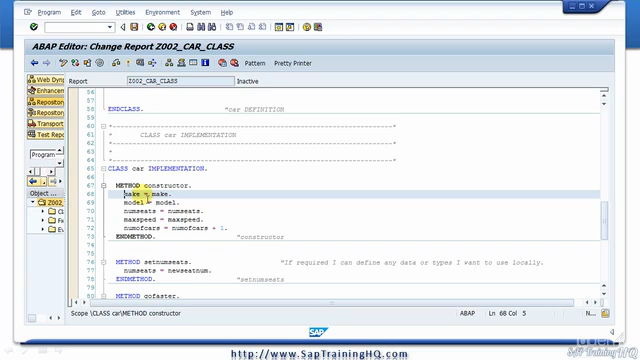 Program Edit Goto Utilities Environment System Help
ABAP Editor: Change Report Z002_CAR_CLASS
Pattern Pretty Printer
Report Z002_CAR_CLASS Inactive
Web Dynp
Enhancem
Repositor
Repositor
Transport
Test Repo
Program
Z002_
56
57
58 ENDCLASS. "car DEFINITION
59
60 *----------------------------------------------------------------------*
61 * CLASS car IMPLEMENTATION
62 *
63 *
64 *----------------------------------------------------------------------*
65 CLASS car IMPLEMENTATION.
66
67 METHOD constructor.
68 make = make.
69 model = model.
70 numseats = numseats.
71 maxspeed = maxspeed.
72 numofcars = numofcars + 1.
73 ENDMETHOD. "constructor
74
75
76 METHOD setnumseats. "If required I can define any data or types I want to use locally.
77 numseats = newseatnum.
78 ENDMETHOD. "setnumseats
79
80 METHOD gofaster.
Scope \CLASS car\METHOD constructor ABAP Ln 68 Col 5
SAP
http://www.SapTrainingHQ.com
SAP Training HQ